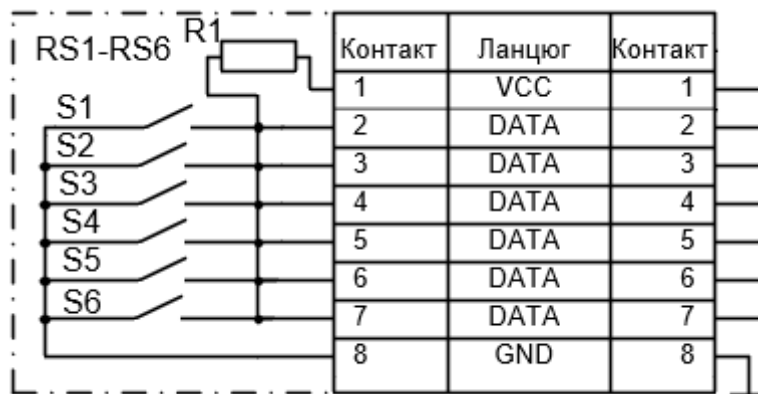 RS1-RS6 R1
Контакт Ланцюг Контакт
1 VCC 1
S1
2 DATA 2
S2
3 DATA 3
S3
4 DATA 4
S4
5 DATA 5
S5
6 DATA 6
S6
7 DATA 7
8 GND 8